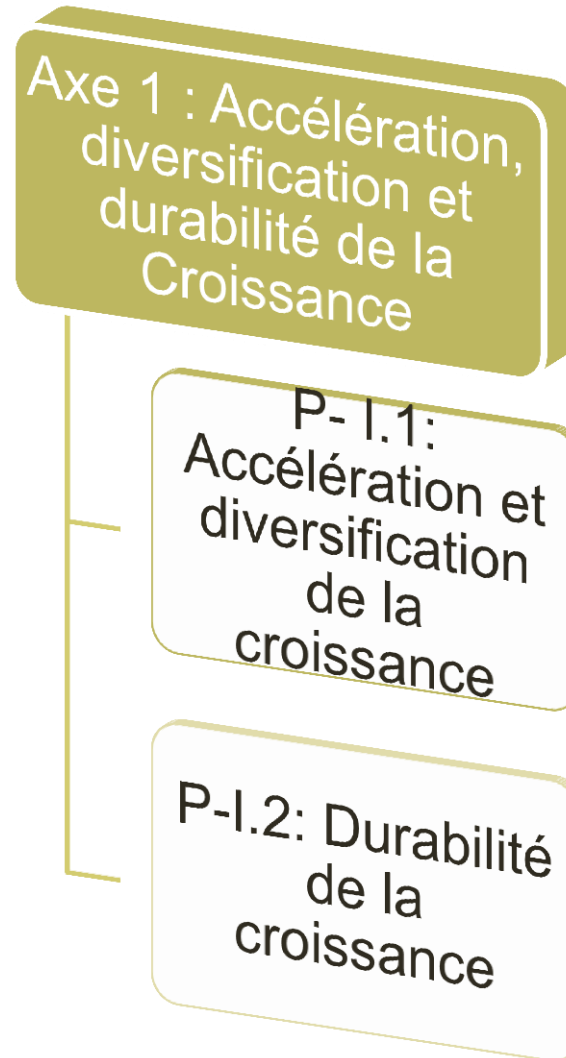 Axe 1 : Accélération,
diversification et
durabilité de la
Croissance
P- I.1:
Accélération et
diversification
de la
croissance
P-I.2: Durabilité
de la
croissance